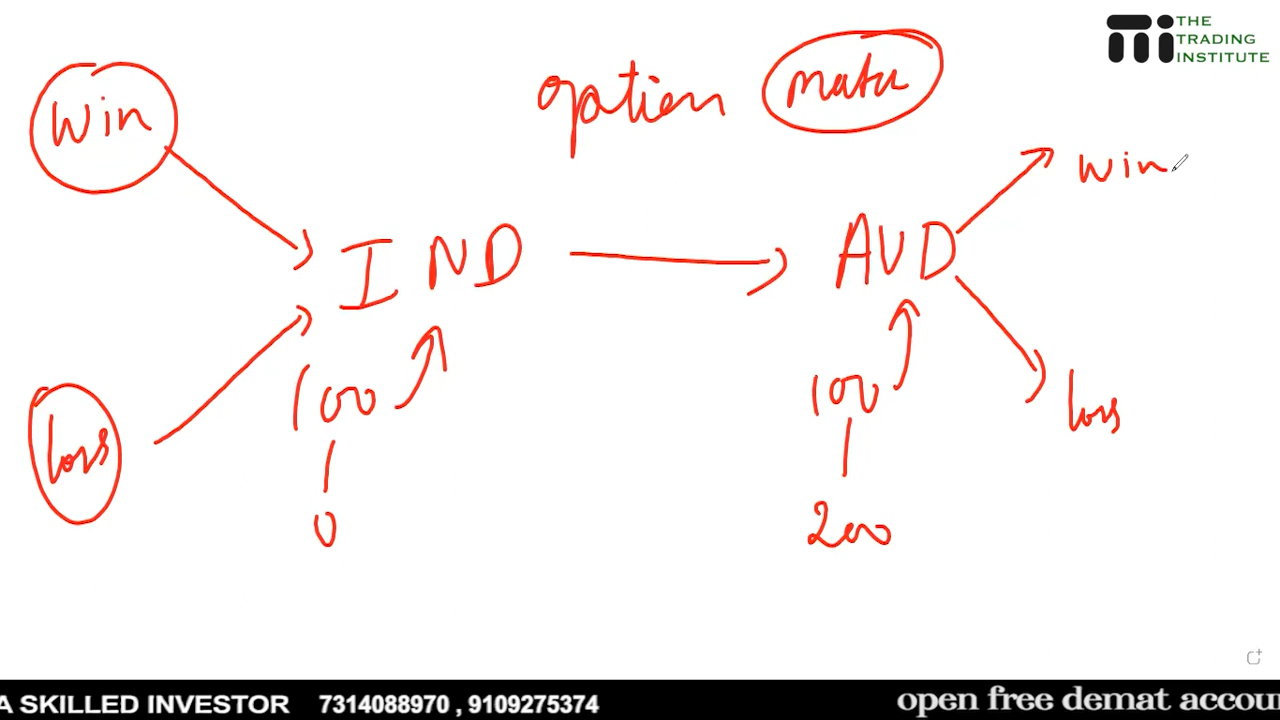 THE
TRADING
INSTITUTE
option
win
win
IND
AUD
loss
loss
100
100
0
200
A SKILLED INVESTOR 7314088970 , 9109275374 open free demat accou